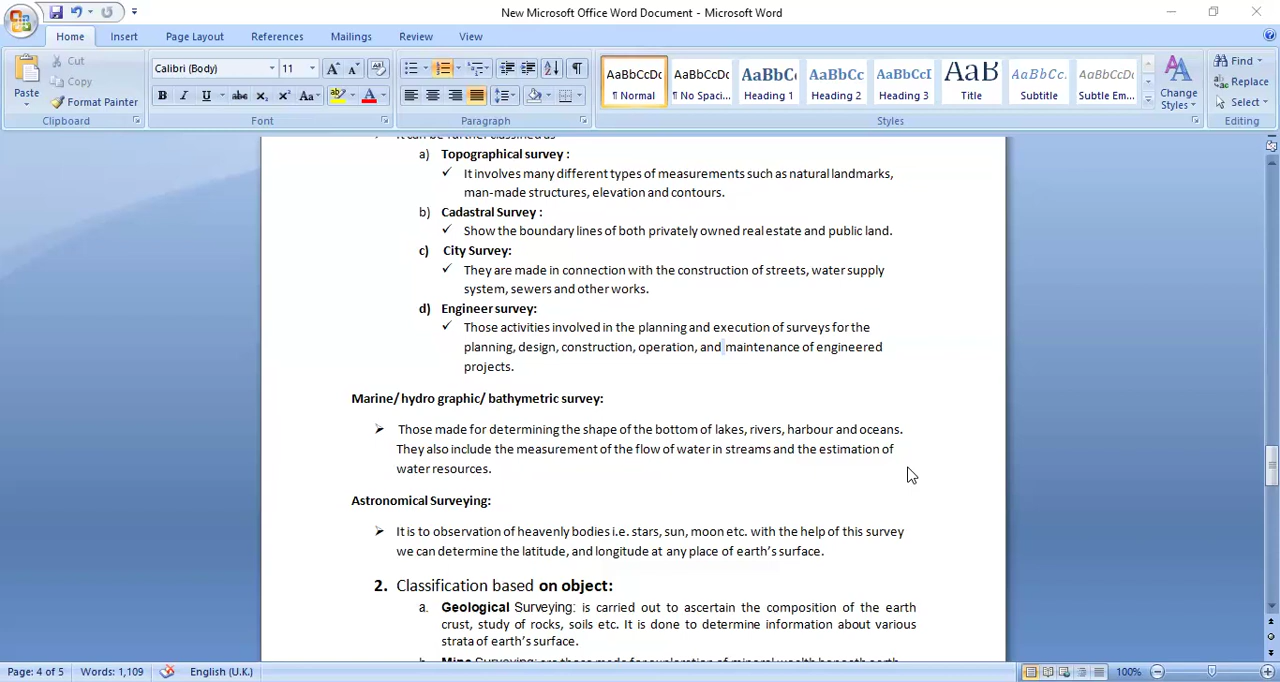 New Microsoft Office Word Document - Microsoft Word
Home Insert Page Layout References Mailings Review View
Paste Cut Copy Format Painter
Clipboard
Calibri (Body) 11
Font
Paragraph
AaBbCcDc AaBbCcDc AaBbC AaBbCc AaBbCcI AaB AaBbCc. AaBbCcDc
¶ Normal ¶ No Spaci... Heading 1 Heading 2 Heading 3 Title Subtitle Subtle Em...
Change Styles
Styles
Find Replace Select
Editing
It can be further classified as
a) Topographical survey :
✓ It involves many different types of measurements such as natural landmarks,
man-made structures, elevation and contours.
b) Cadastral Survey :
✓ Show the boundary lines of both privately owned real estate and public land.
c) City Survey:
✓ They are made in connection with the construction of streets, water supply
system, sewers and other works.
d) Engineer survey:
✓ Those activities involved in the planning and execution of surveys for the
planning, design, construction, operation, and maintenance of engineered
projects.
Marine/ hydro graphic/ bathymetric survey:
➢ Those made for determining the shape of the bottom of lakes, rivers, harbour and oceans.
They also include the measurement of the flow of water in streams and the estimation of
water resources.
Astronomical Surveying:
➢ It is to observation of heavenly bodies i.e. stars, sun, moon etc. with the help of this survey
we can determine the latitude, and longitude at any place of earth's surface.
2. Classification based on object:
a. Geological Surveying: is carried out to ascertain the composition of the earth
crust, study of rocks, soils etc. It is done to determine information about various
strata of earth's surface.
Page: 4 of 5 Words: 1,109 English (U.K.) 100%